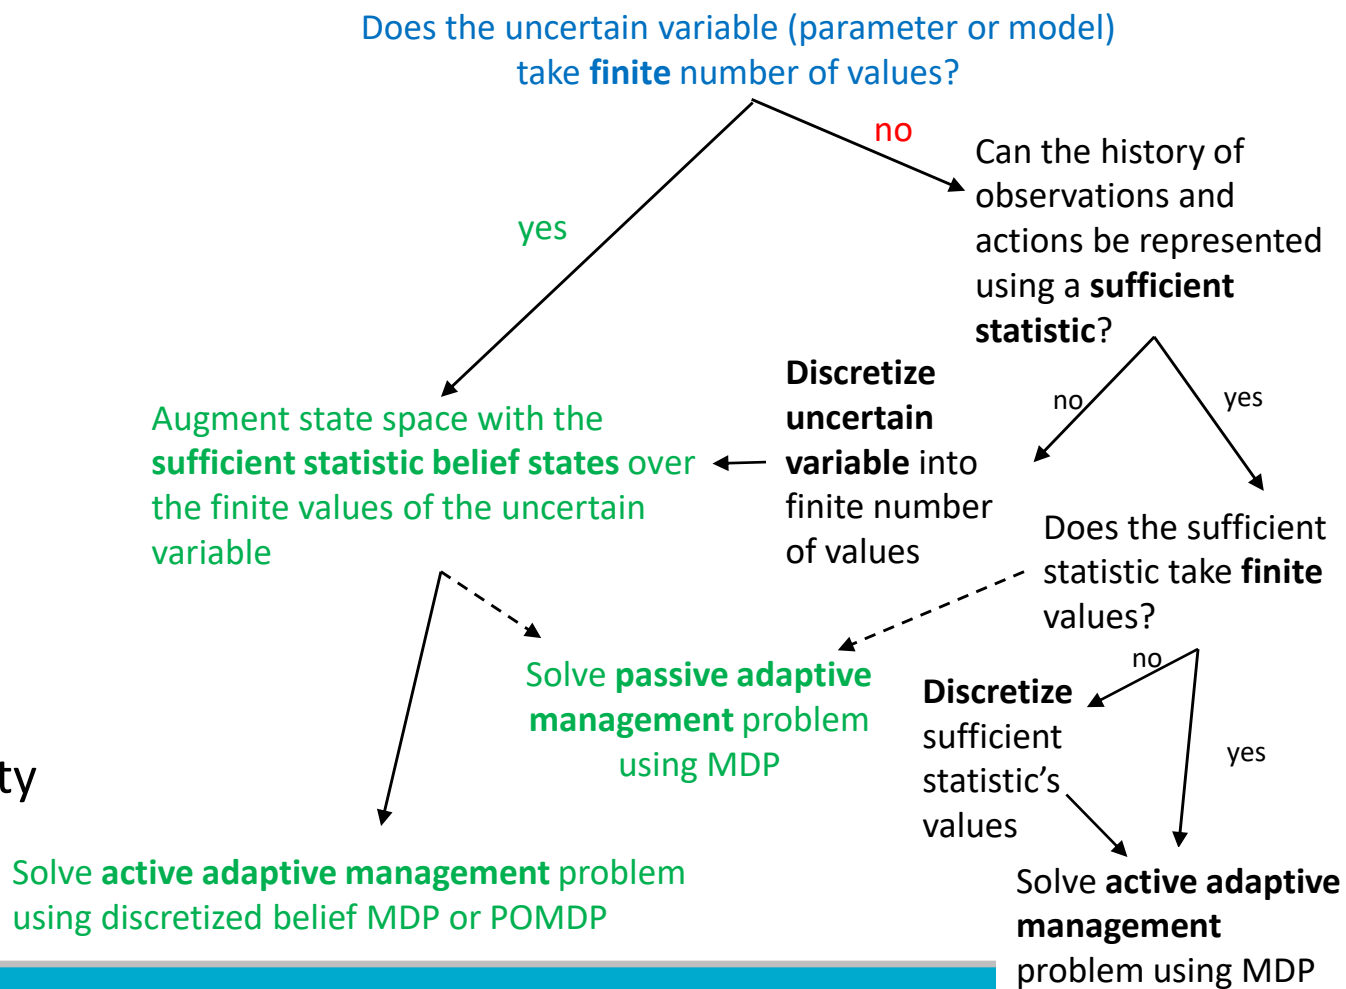 Does the uncertain variable (parameter or model)
take finite number of values?
no
yes
Can the history of
observations and
actions be represented
using a sufficient
statistic?
no
yes
Discretize
uncertain
variable into
finite number
of values
Augment state space with the
sufficient statistic belief states over
the finite values of the uncertain
variable
Does the sufficient
statistic take finite
values?
no
yes
Solve passive adaptive
management problem
using MDP
Discretize
sufficient
statistic's
values
ty
Solve active adaptive management problem
using discretized belief MDP or POMDP
Solve active adaptive
management
problem using MDP